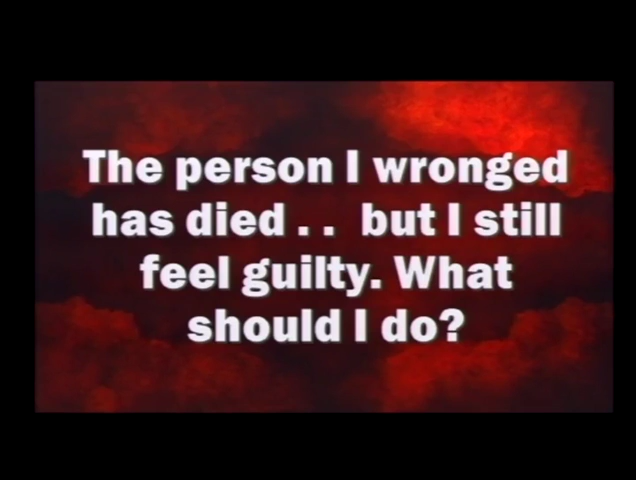 The person I wronged
has died . .  but I still
feel guilty. What
should I do?